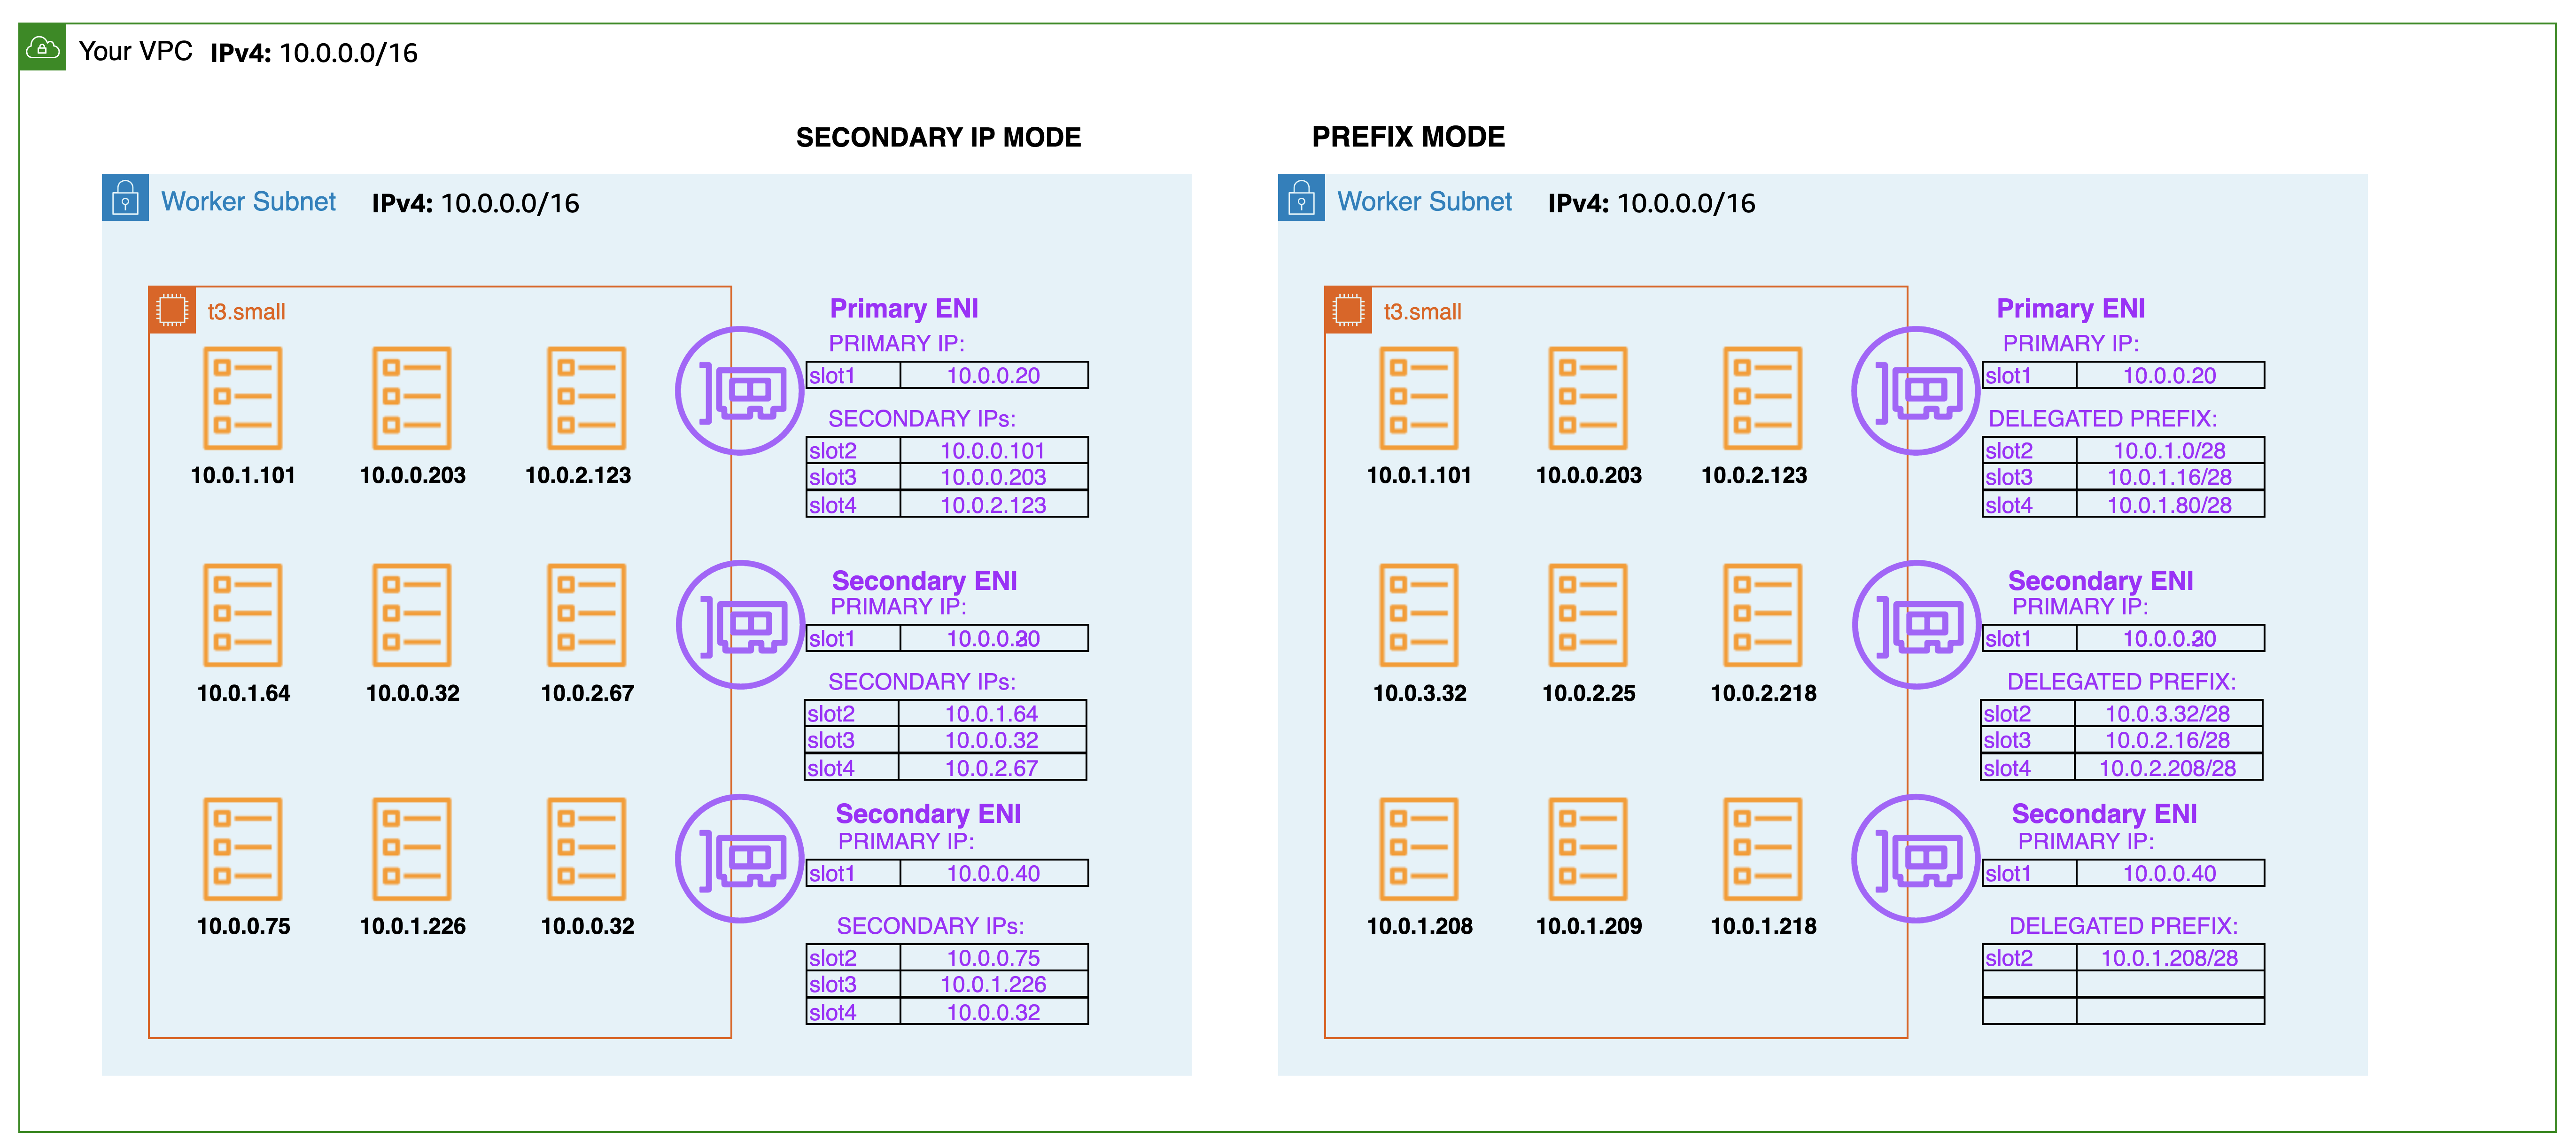 Your VPC IPv4: 10.0.0.0/16
SECONDARY IP MODE
Worker Subnet IPv4: 10.0.0.0/16
t3.small
10.0.1.101 10.0.0.203 10.0.2.123
10.0.1.64 10.0.0.32 10.0.2.67
10.0.0.75 10.0.1.226 10.0.0.32
Primary ENI
PRIMARY IP:
slot1 10.0.0.20
SECONDARY IPs:
slot2 10.0.0.101
slot3 10.0.0.203
slot4 10.0.2.123
Secondary ENI
PRIMARY IP:
slot1
SECONDARY IPs:
slot2 10.0.1.64
slot3 10.0.0.32
slot4 10.0.2.67
Secondary ENI
PRIMARY IP:
slot1 10.0.0.40
SECONDARY IPs:
slot2 10.0.0.75
slot3 10.0.1.226
slot4 10.0.0.32
PREFIX MODE
Worker Subnet IPv4: 10.0.0.0/16
t3.small
10.0.1.101 10.0.0.203 10.0.2.123
10.0.3.32 10.0.2.25 10.0.2.218
10.0.1.208 10.0.1.209 10.0.1.218
Primary ENI
PRIMARY IP:
slot1 10.0.0.20
DELEGATED PREFIX:
slot2 10.0.1.0/28
slot3 10.0.1.16/28
slot4 10.0.1.80/28
Secondary ENI
PRIMARY IP:
slot1
DELEGATED PREFIX:
slot2 10.0.3.32/28
slot3 10.0.2.16/28
slot4 10.0.2.208/28
Secondary ENI
PRIMARY IP:
slot1 10.0.0.40
DELEGATED PREFIX:
slot2 10.0.1.208/28